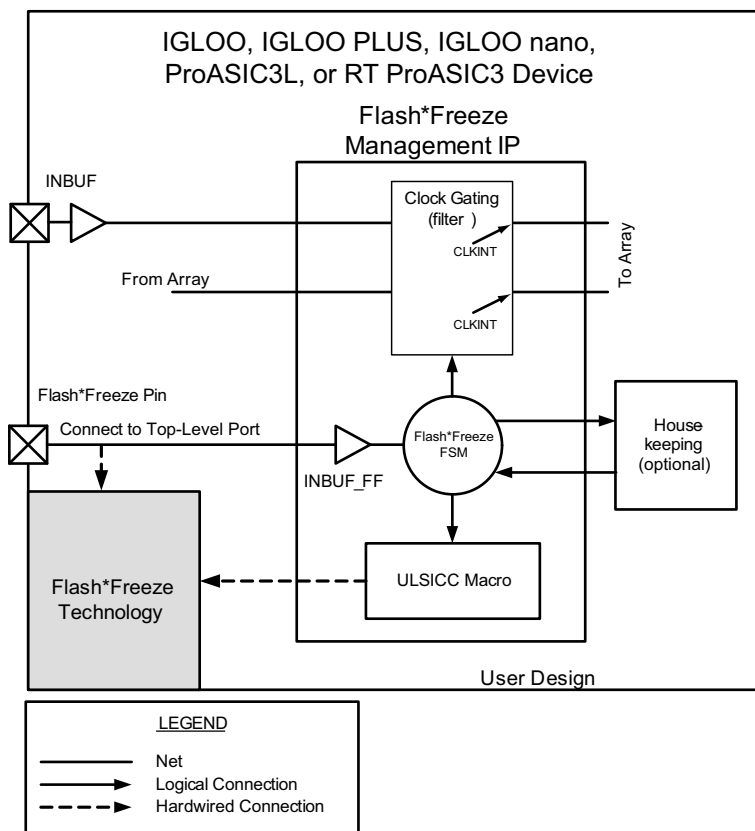 IGLOO, IGLOO PLUS, IGLOO nano,
ProASIC3L, or RT ProASIC3 Device
Flash*Freeze
Management IP
INBUF
Clock Gating
(filter )
CLKINT
To Array
From Array
CLKINT
Flash*Freeze Pin
Connect to Top-Level Port
INBUF_FF
Flash*Freeze
FSM
House
keeping
(optional)
Flash*Freeze
Technology
ULSICC Macro
User Design
LEGEND
Net
Logical Connection
Hardwired Connection